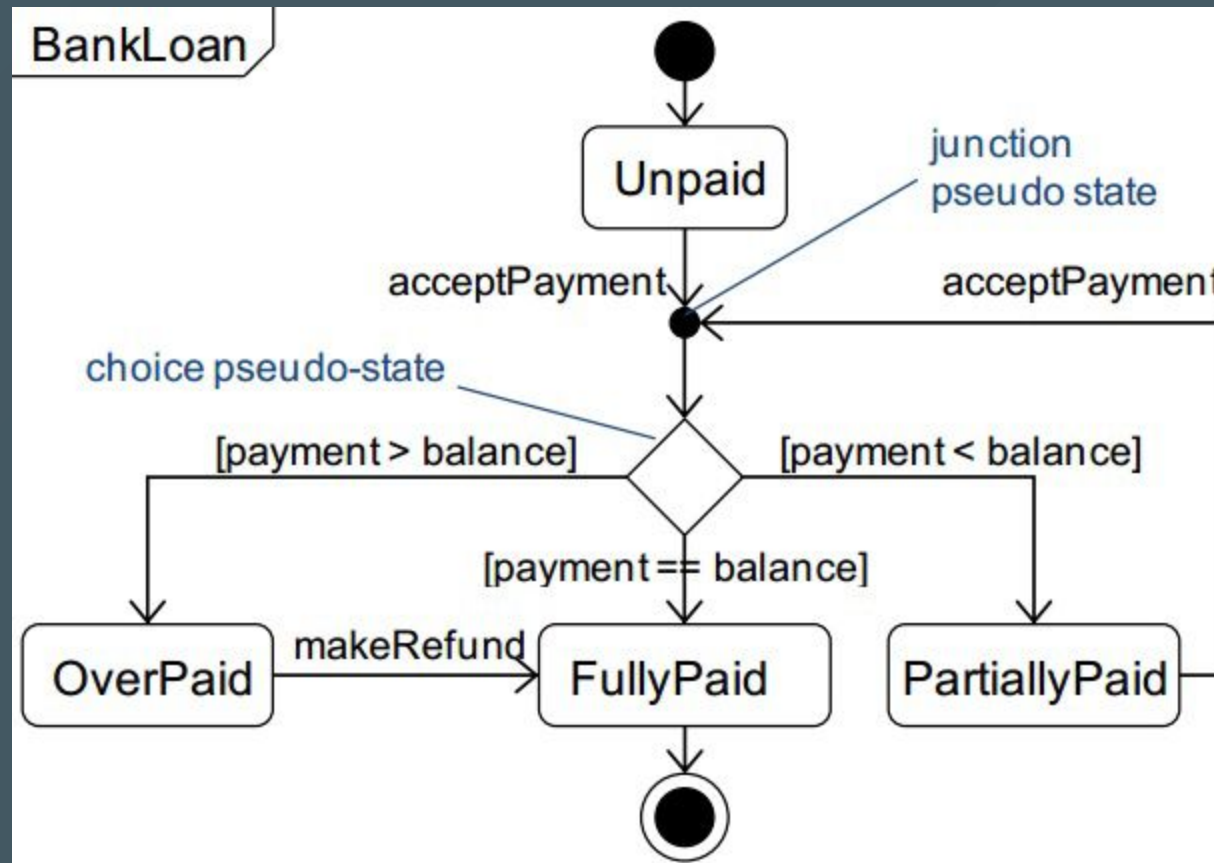 BankLoan
Unpaid
junction
pseudo state
acceptPayment
acceptPayment
choice pseudo-state
[payment > balance]
[payment < balance]
[payment == balance]
OverPaid
makeRefund
FullyPaid
PartiallyPaid